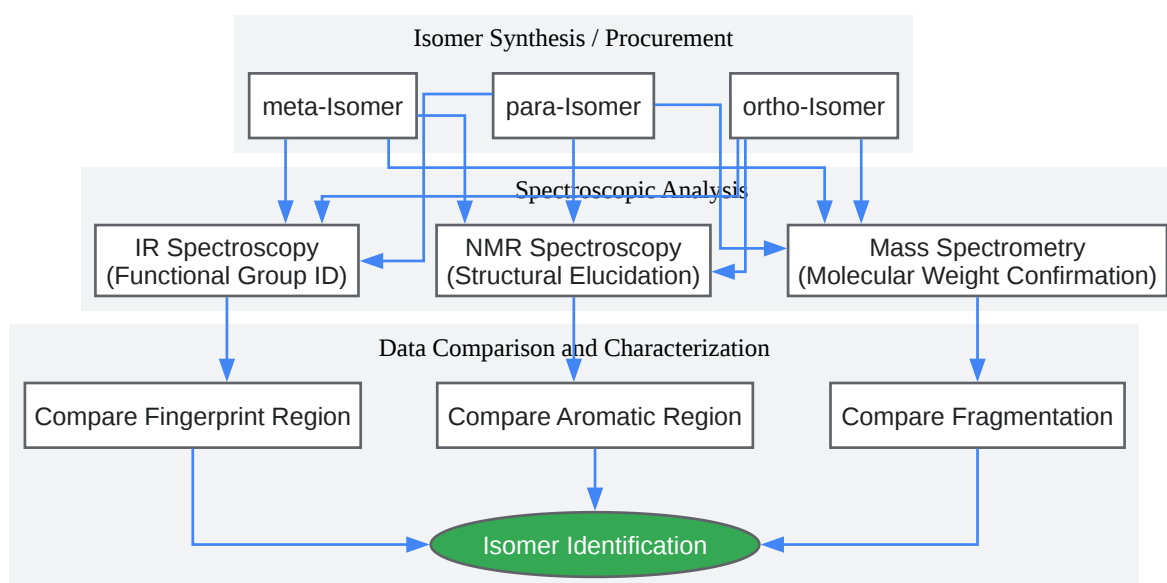 Isomer Synthesis / Procurement
meta-Isomer
para-Isomer
ortho-Isomer
Spectroscopic Analysis
IR Spectroscopy
(Functional Group ID)
NMR Spectroscopy
(Structural Elucidation)
Mass Spectrometry
(Molecular Weight Confirmation)
Data Comparison and Characterization
Compare Fingerprint Region
Compare Aromatic Region
Compare Fragmentation
Isomer Identification